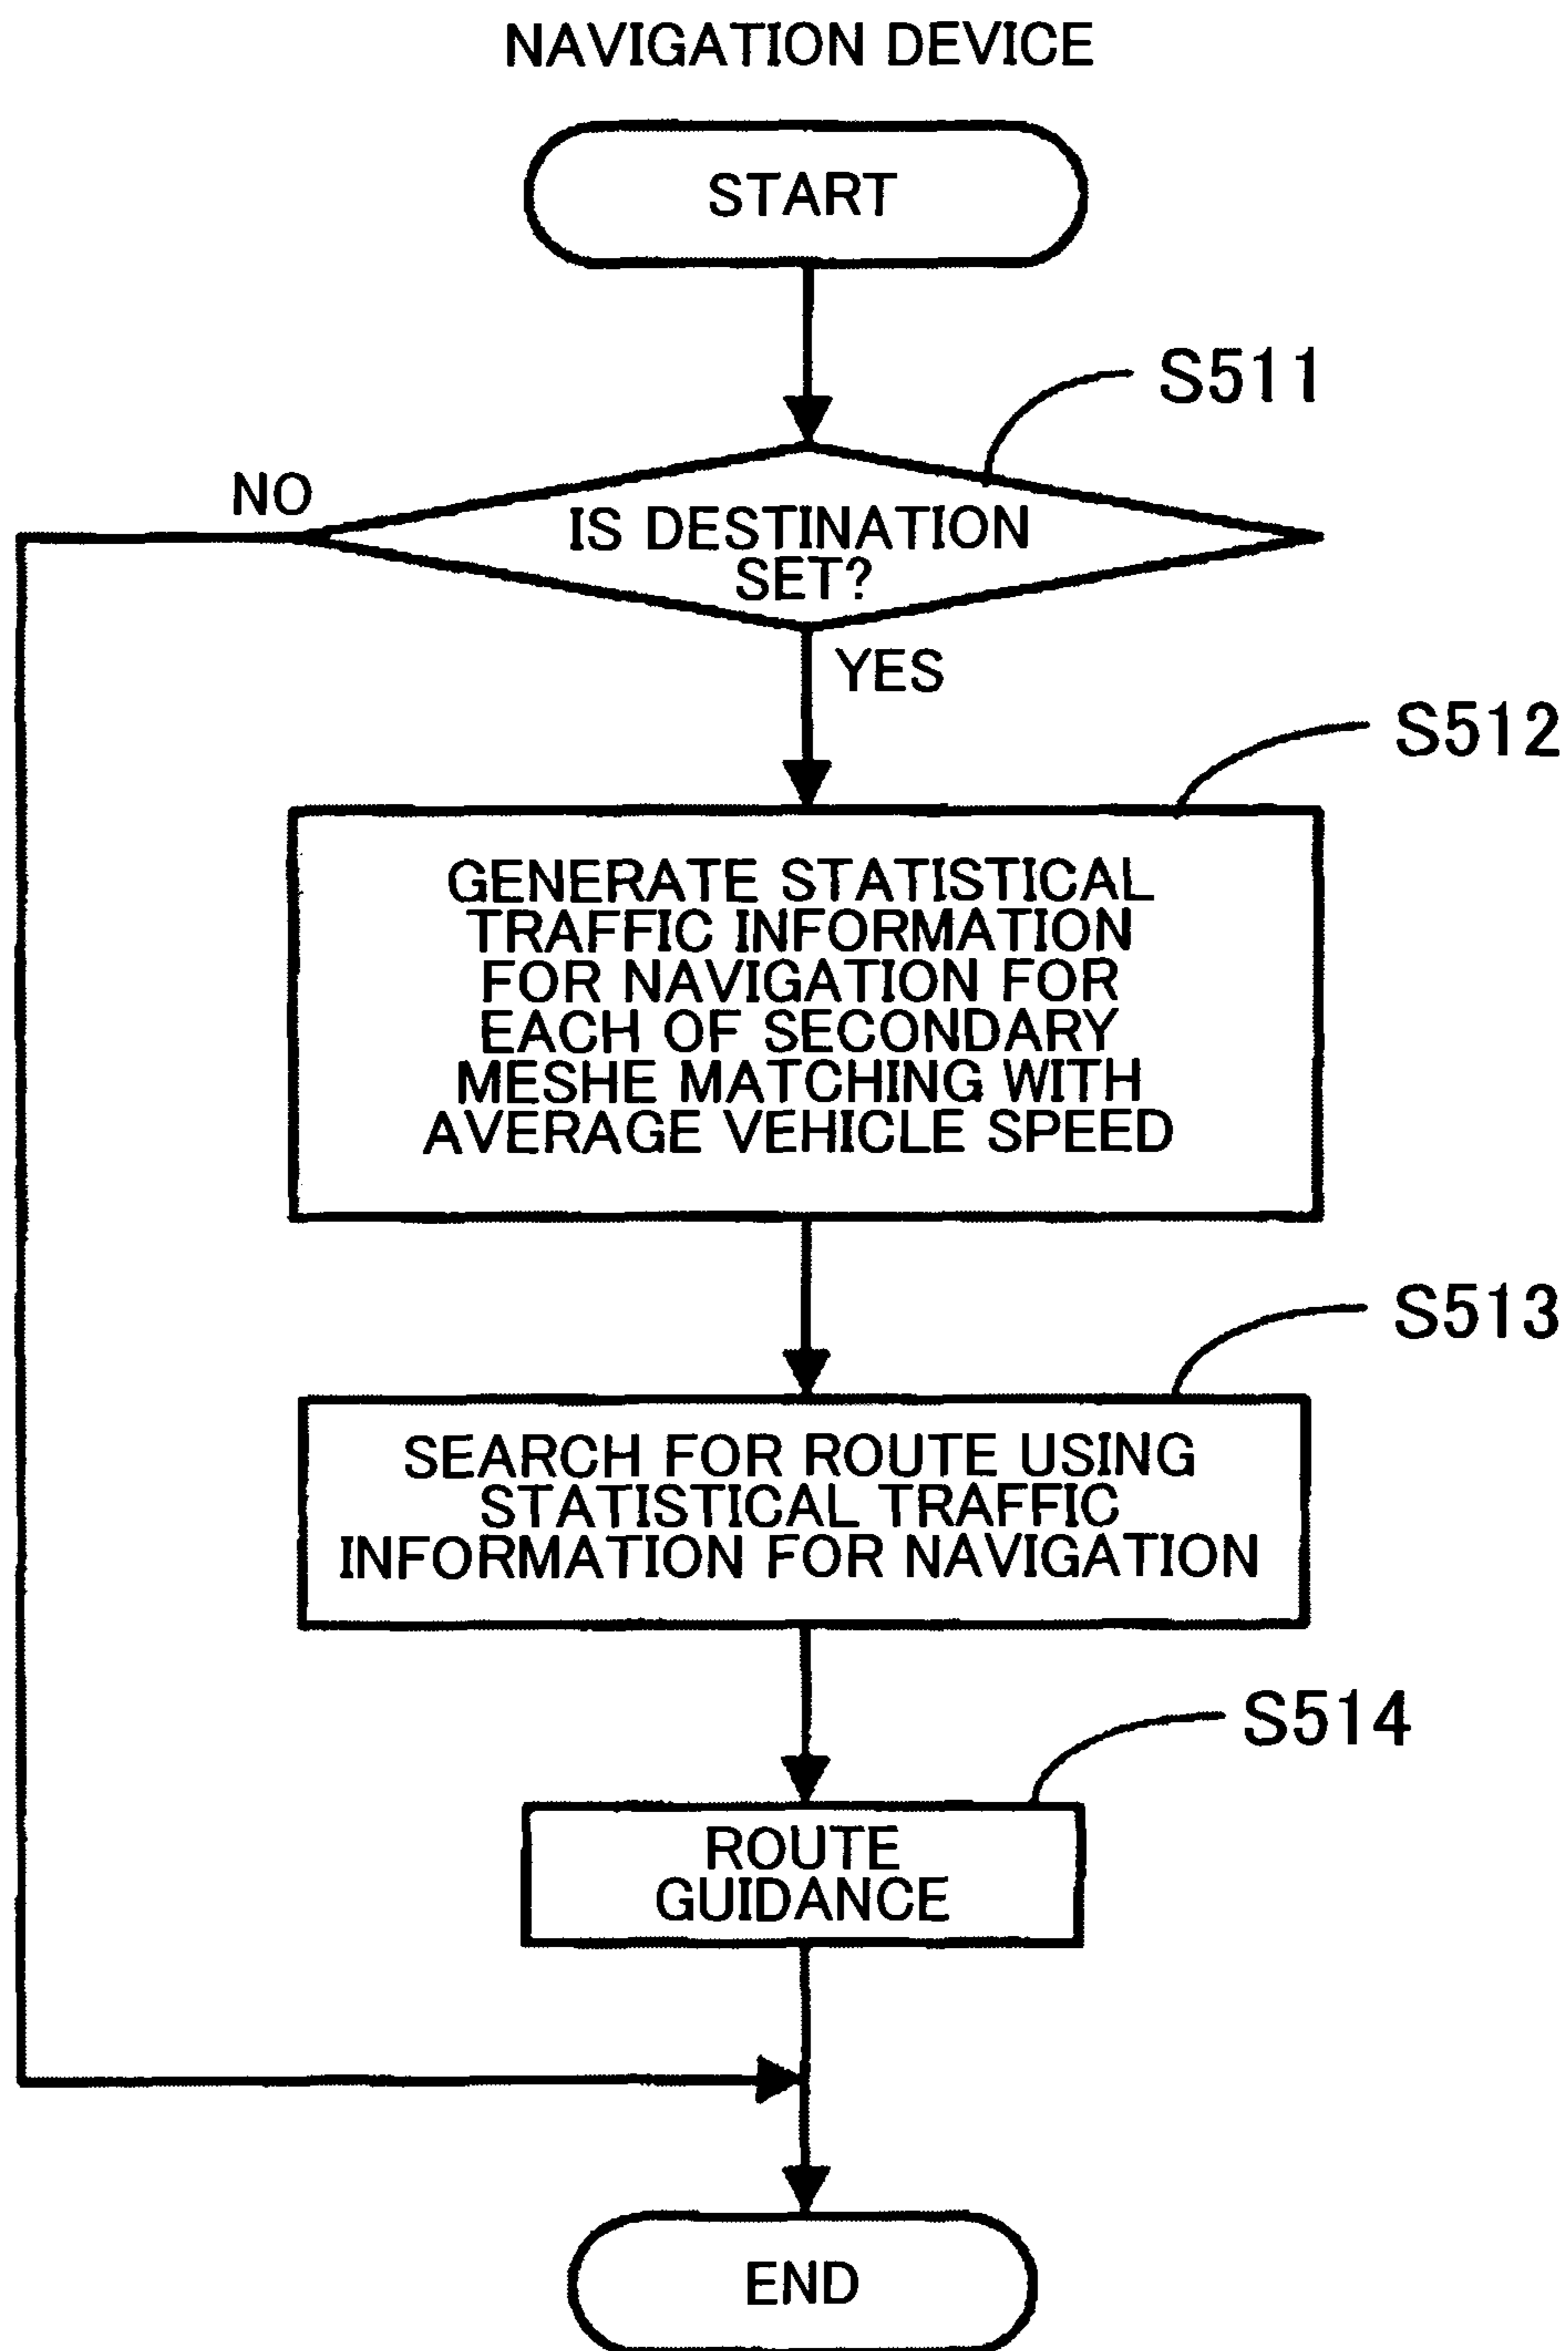 NAVIGATION DEVICE
START
S511
NO
IS DESTINATION
SET?
YES
S512
GENERATE STATISTICAL
TRAFFIC INFORMATION
FOR NAVIGATION FOR
EACH OF SECONDARY
MESHE MATCHING WITH
AVERAGE VEHICLE SPEED
S513
SEARCH FOR ROUTE USING
STATISTICAL TRAFFIC
INFORMATION FOR NAVIGATION
S514
ROUTE
GUIDANCE
END